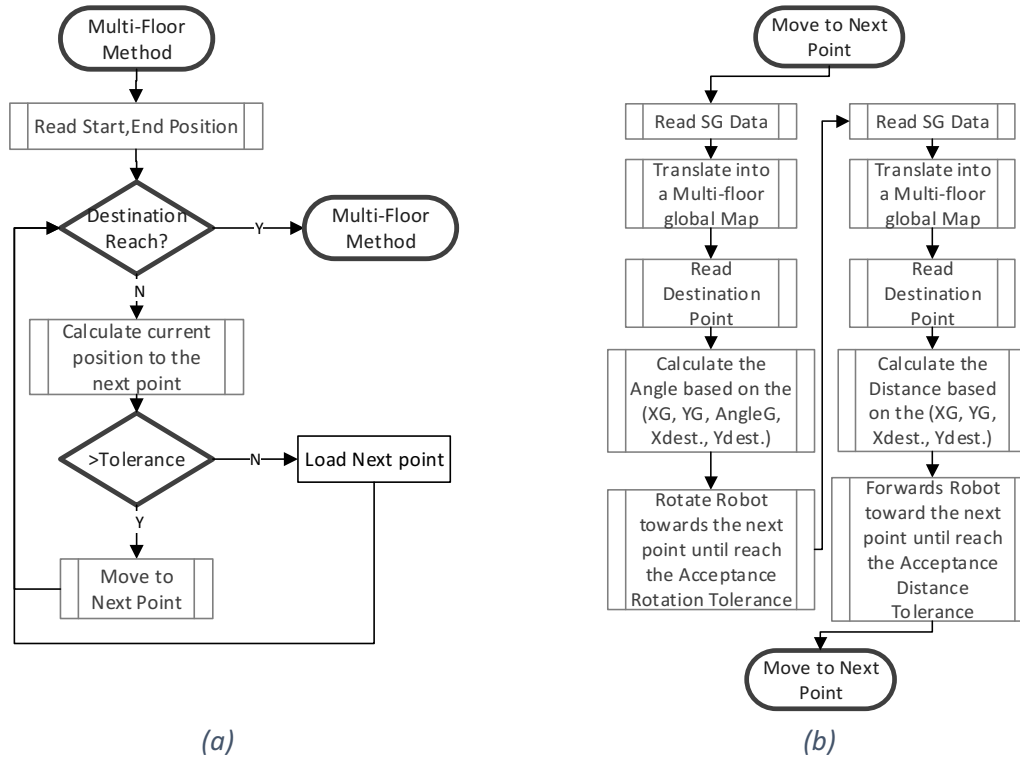 Multi-Floor
Method
Read Start,End Position
Destination
Reach?
Y
Multi-Floor
Method
N
Calculate current
position to the
next point
>Tolerance
N
Load Next point
Y
Move to
Next Point
(a)
Move to Next
Point
Read SG Data
Translate into
a Multi-floor
global Map
Read
Destination
Point
Calculate the
Angle based on the
(XG, YG, AngleG,
Xdest., Ydest.)
Rotate Robot
towards the next
point until reach
the Acceptance
Rotation Tolerance
Read SG Data
Translate into
a Multi-floor
global Map
Read
Destination
Point
Calculate the
Distance based
on the (XG, YG,
Xdest., Ydest.)
Forwards Robot
toward the next
point until reach
the Acceptance
Distance
Tolerance
Move to Next
Point
(b)